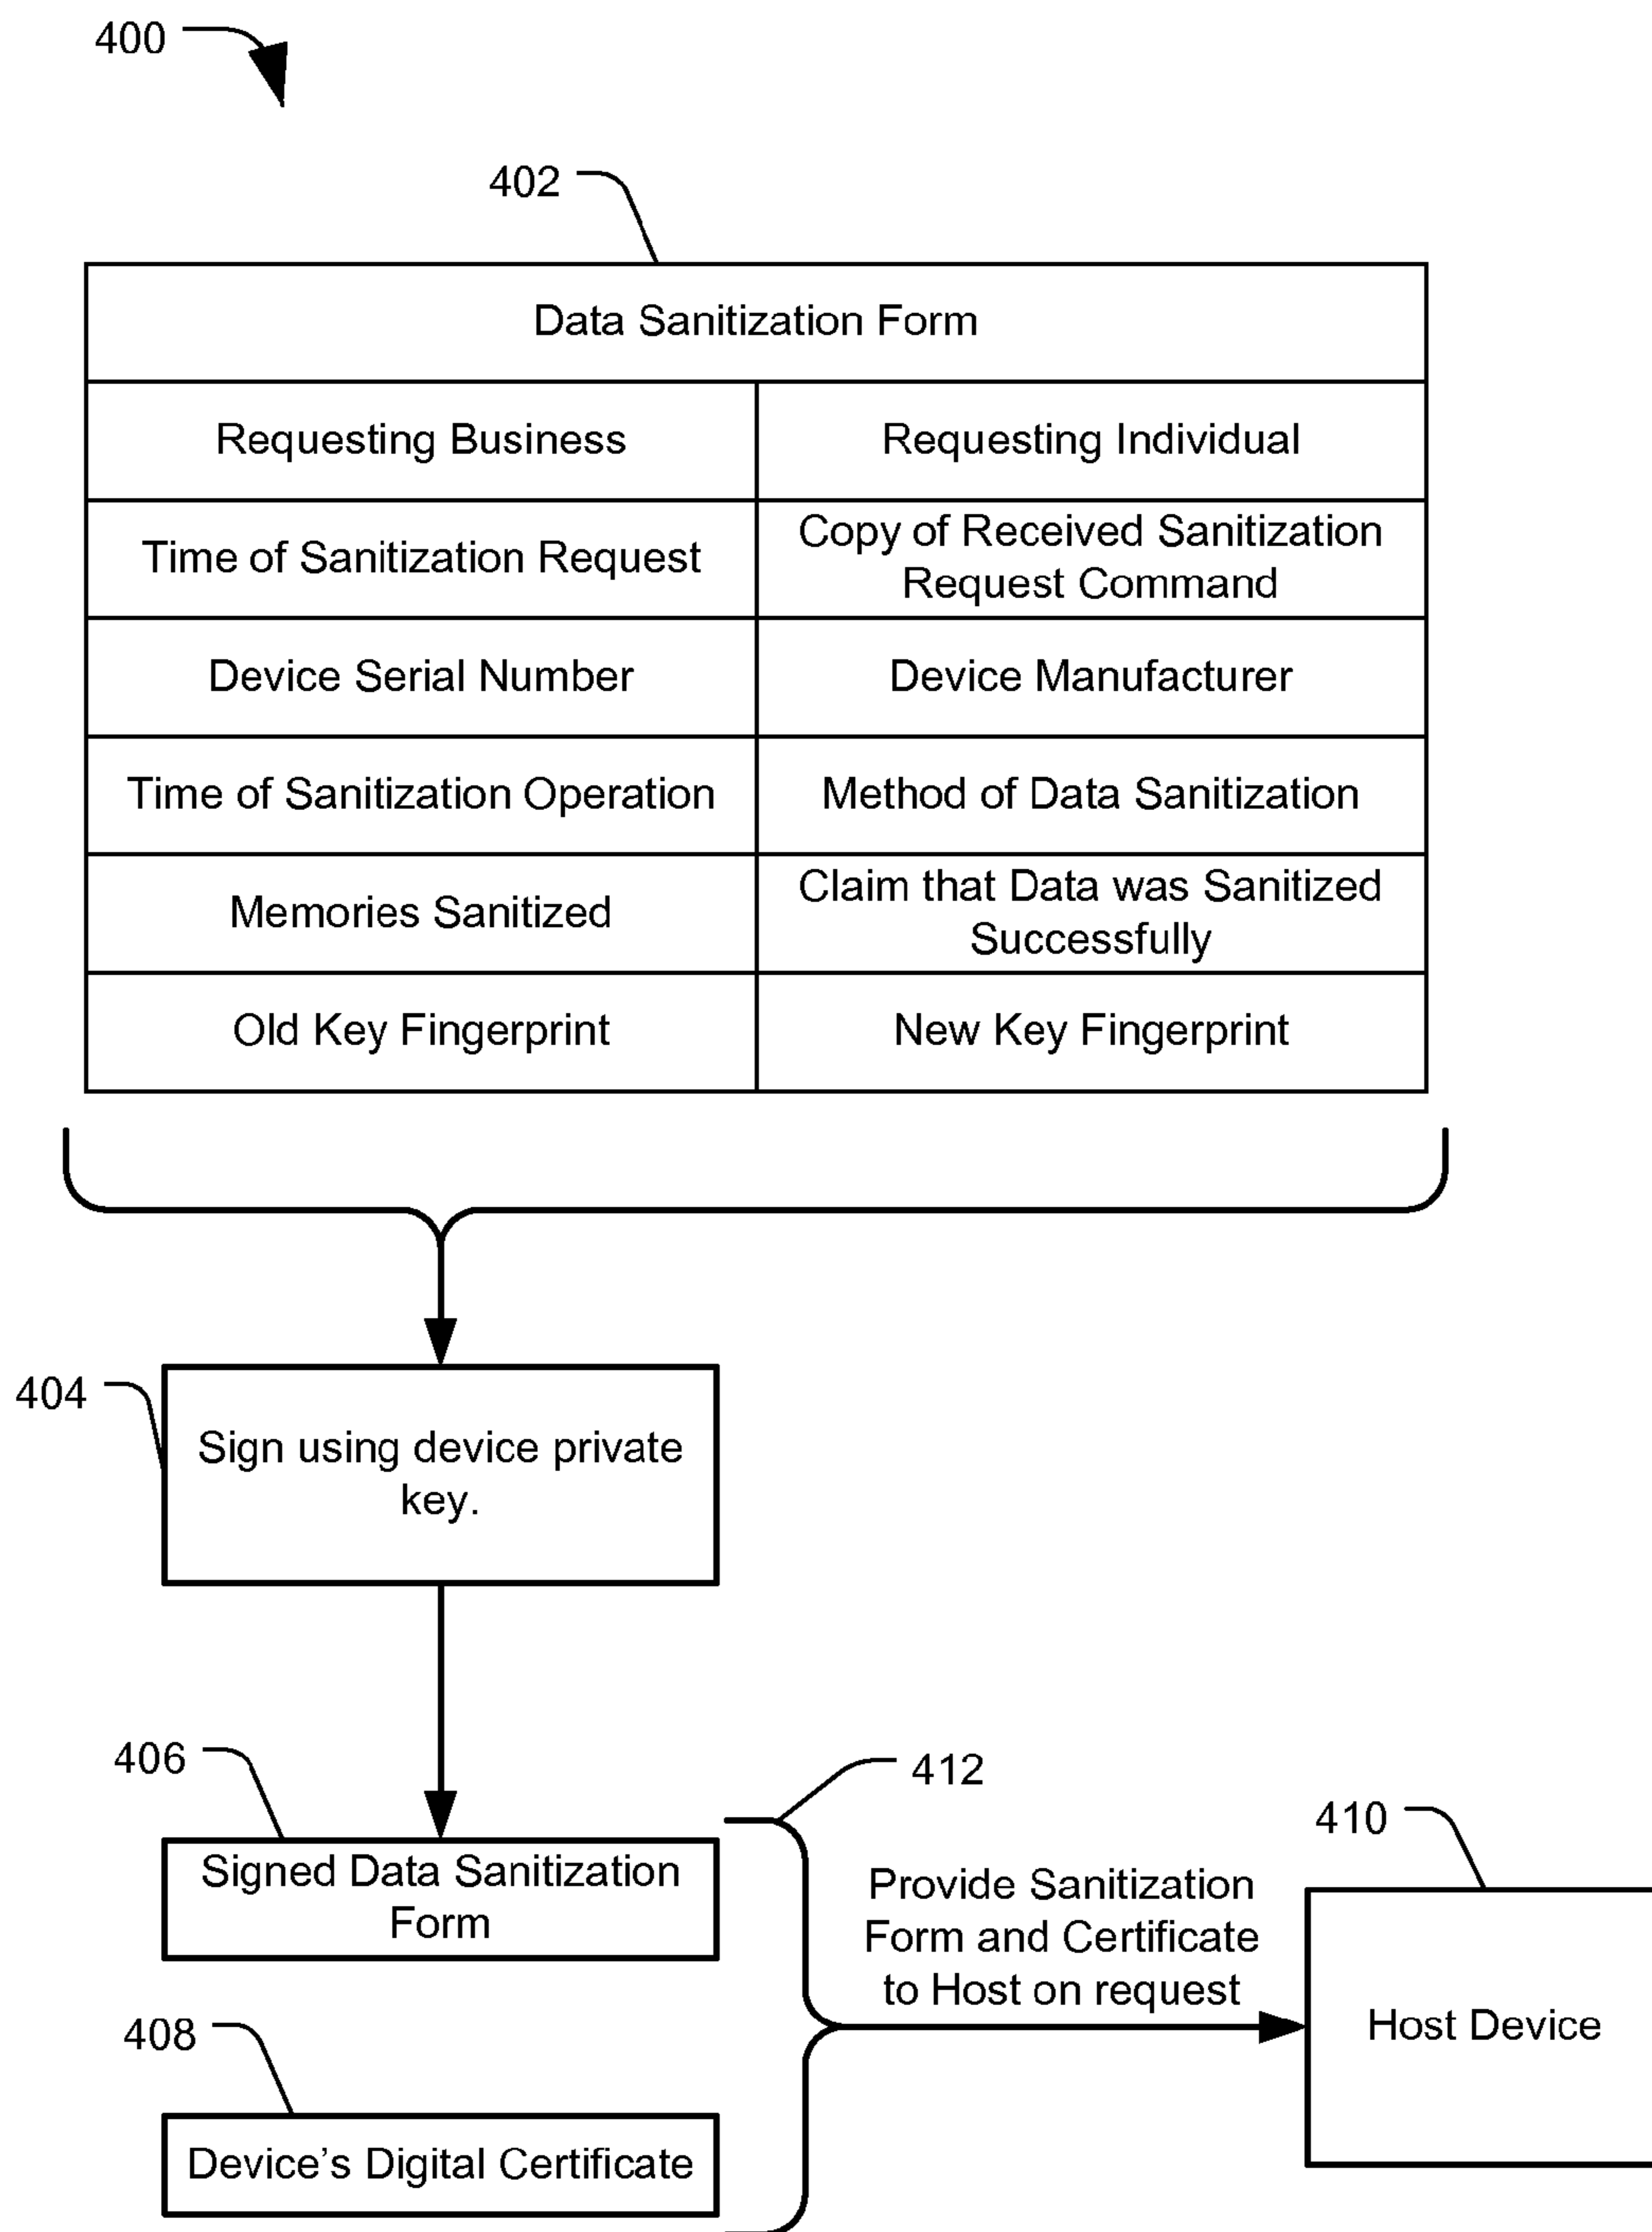 400
402
Data Sanitization Form
Requesting Business
Requesting Individual
Time of Sanitization Request
Copy of Received Sanitization
Request Command
Device Serial Number
Device Manufacturer
Time of Sanitization Operation
Method of Data Sanitization
Memories Sanitized
Claim that Data was Sanitized
Successfully
Old Key Fingerprint
New Key Fingerprint
404
Sign using device private
key.
406
Signed Data Sanitization
Form
412
Provide Sanitization
Form and Certificate
to Host on request
410
Host Device
408
Device’s Digital Certificate